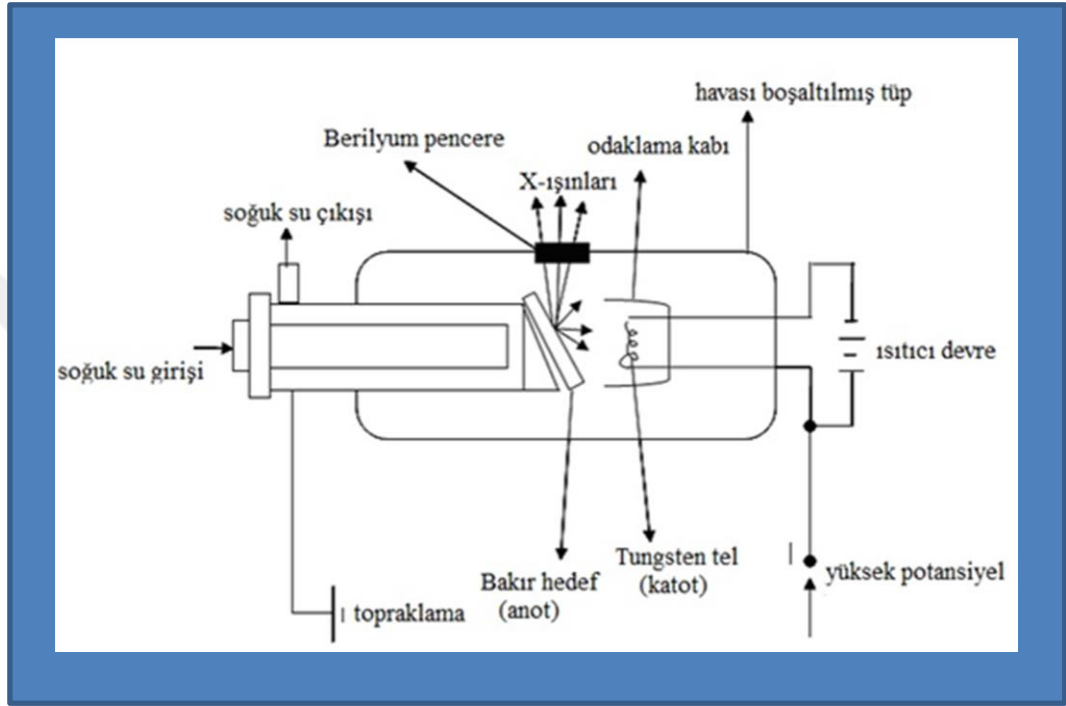 havası boşaltılmış tüp
Berilyum pencere
odaklama kabı
X-ışınları
soğuk su çıkışı
soğuk su girişi
ısıtıcı devre
Tungsten tel
(katot)
yüksek potansiyel
Bakır hedef
(anot)
topraklama